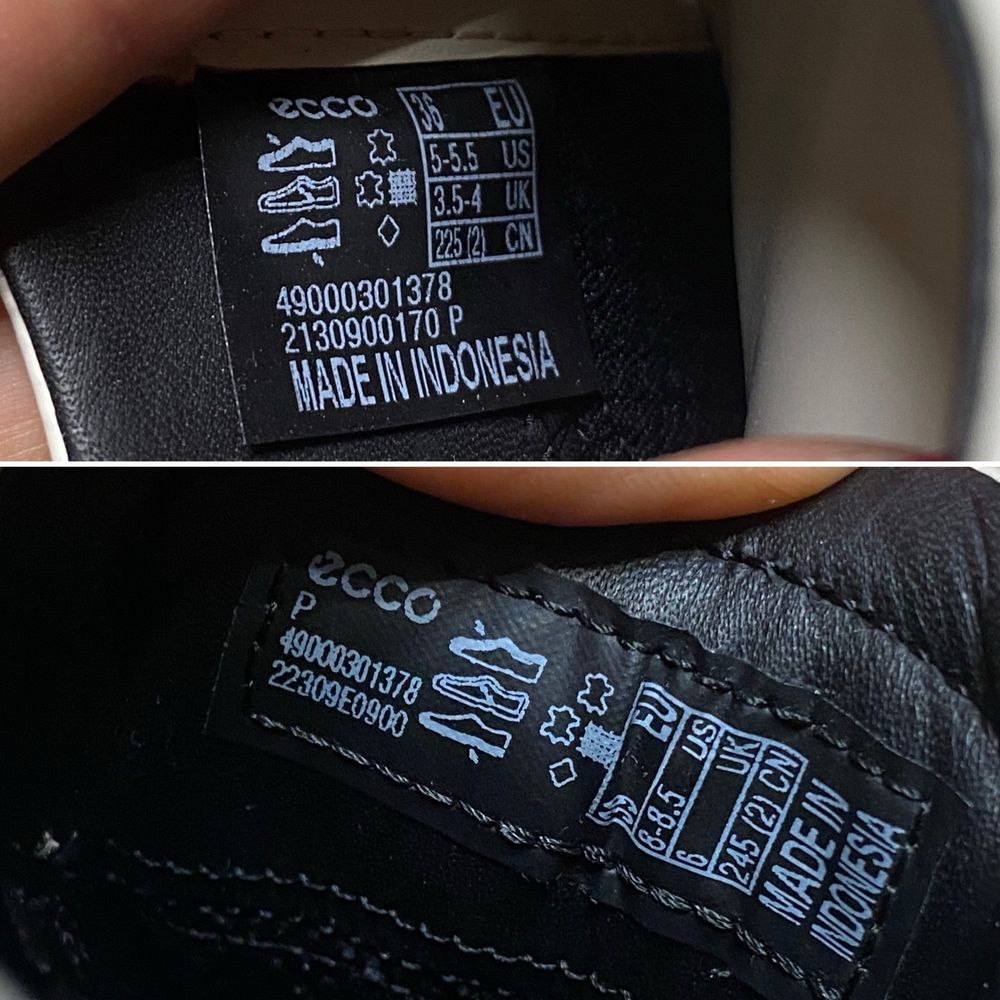 ecco
36 EU
5-5.5 US
3.5-4 UK
225 (2) CN
49000301378
2130900170 P
MADE IN INDONESIA
ecco
P
49000301378
22309E0900
EU
8-8.5 US
6 UK
245 (2) CN
MADE IN
INDONESIA